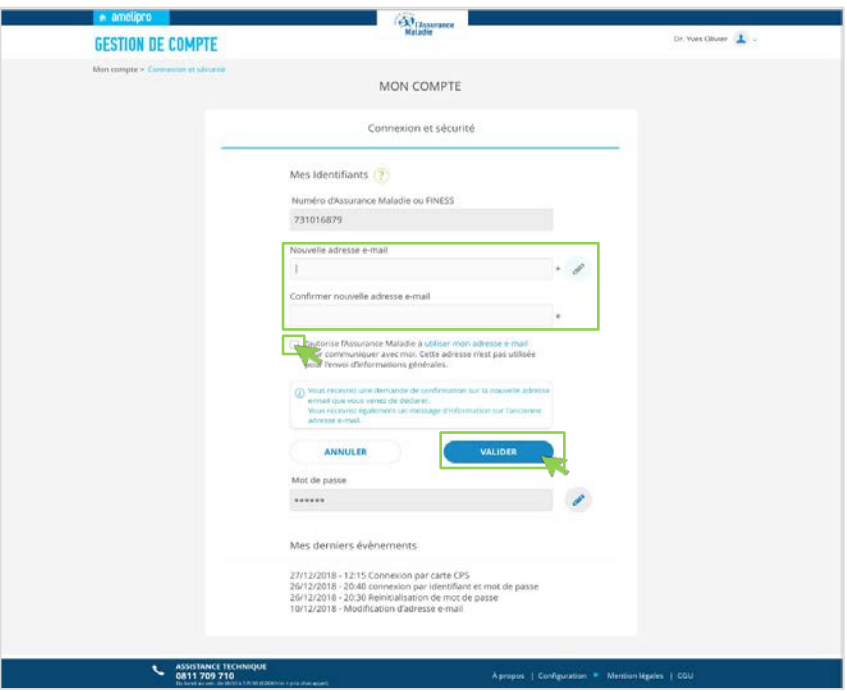 amelipro
l'Assurance
Maladie
GESTION DE COMPTE
Dr. Yves Olivier
Mon compte > Connexion et sécurité
MON COMPTE
Connexion et sécurité
Mes Identifiants ?
Numéro d'Assurance Maladie ou FINESS
731016879
Nouvelle adresse e-mail
*
Confirmer nouvelle adresse e-mail
*
J'autorise l'Assurance Maladie à utiliser mon adresse e-mail
pour communiquer avec moi. Cette adresse n'est pas utilisée
pour l'envoi d'informations générales.
Vous recevrez une demande de confirmation sur la nouvelle adresse
e-mail que vous venez de déclarer.
Vous recevrez également un message d'information sur l'ancienne
adresse e-mail.
ANNULER
VALIDER
Mot de passe
******
Mes derniers évènements
27/12/2018 - 12:15 Connexion par carte CPS
26/12/2018 - 20:40 connexion par identifiant et mot de passe
26/12/2018 - 20:30 Reinitialisation de mot de passe
10/12/2018 - Modification d'adresse e-mail
ASSISTANCE TECHNIQUE
0811 709 710
A propos | Configuration Mention légales | CGU